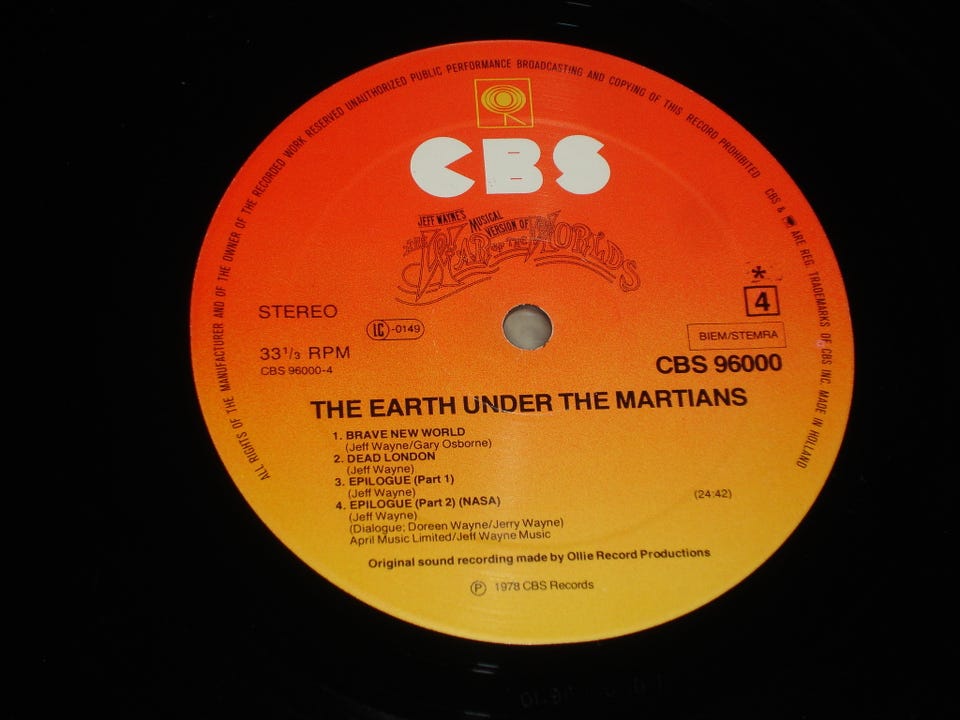 ALL RIGHTS OF THE MANUFACTURER AND OF THE OWNER OF THE RECORDED WORK RESERVED UNAUTHORIZED PUBLIC PERFORMANCE BROADCASTING AND COPYING OF THIS RECORD PROHIBITED
CBS & ARE REG. TRADEMARKS OF CBS INC. MADE IN HOLLAND
CBS
JEFF WAYNE'S
MUSICAL
VERSION OF
THE WAR OF THE WORLDS
*
4
STEREO
LC -0149
BIEM/STEMRA
33⅓ RPM
CBS 96000
CBS 96000-4
THE EARTH UNDER THE MARTIANS
1. BRAVE NEW WORLD
(Jeff Wayne/Gary Osborne)
2. DEAD LONDON
(Jeff Wayne)
3. EPILOGUE (Part 1)
(Jeff Wayne)
4. EPILOGUE (Part 2) (NASA)
(24:42)
(Jeff Wayne)
(Dialogue; Doreen Wayne/Jerry Wayne)
April Music Limited/Jeff Wayne Music
Original sound recording made by Ollie Record Productions
℗ 1978 CBS Records